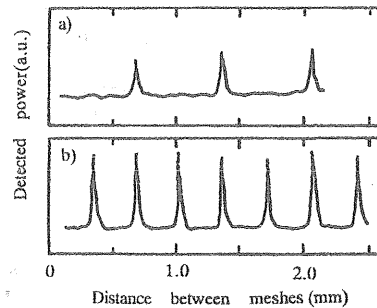 a)
b)
Detected power(a.u.)
0 1.0 2.0
Distance between meshes (mm)